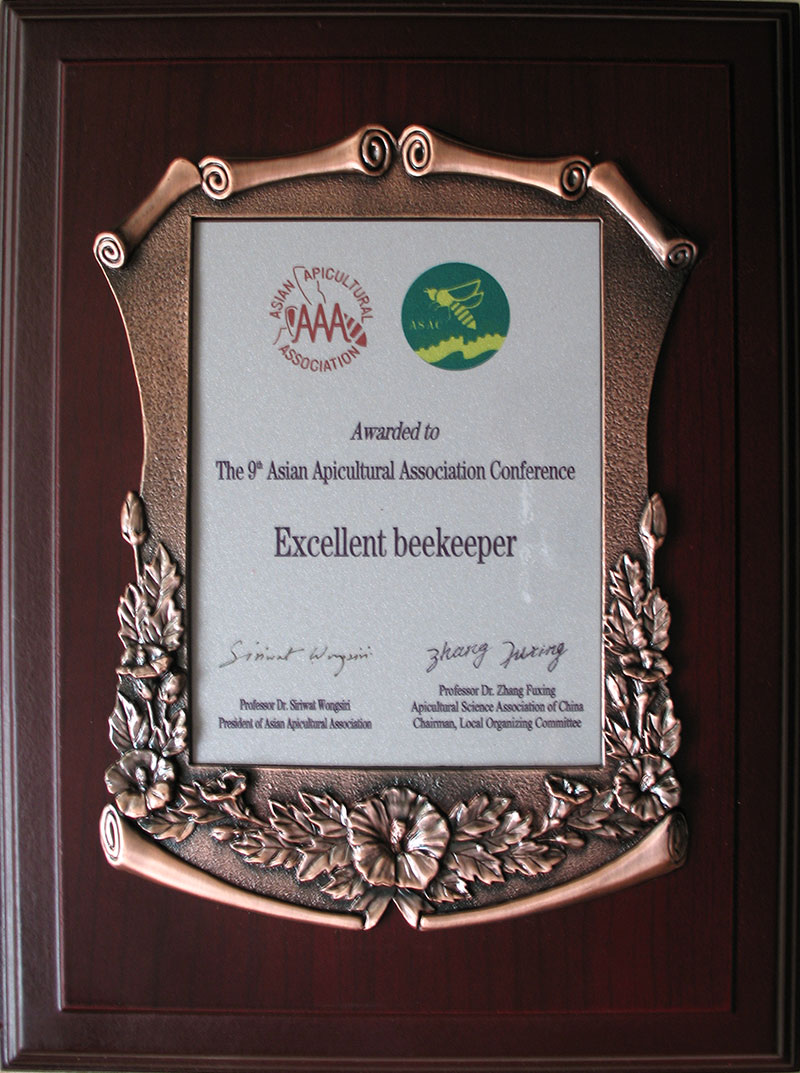 ASIAN APICULTURAL
ASSOCIATION
AAA
ASAC
Awarded to
The 9th Asian Apicultural Association Conference
Excellent beekeeper
Siriwat Wongsiri
Zhang Fuxing
Professor Dr. Siriwat Wongsiri
President of Asian Apicultural Association
Professor Dr. Zhang Fuxing
Apicultural Science Association of China
Chairman, Local Organizing Committee